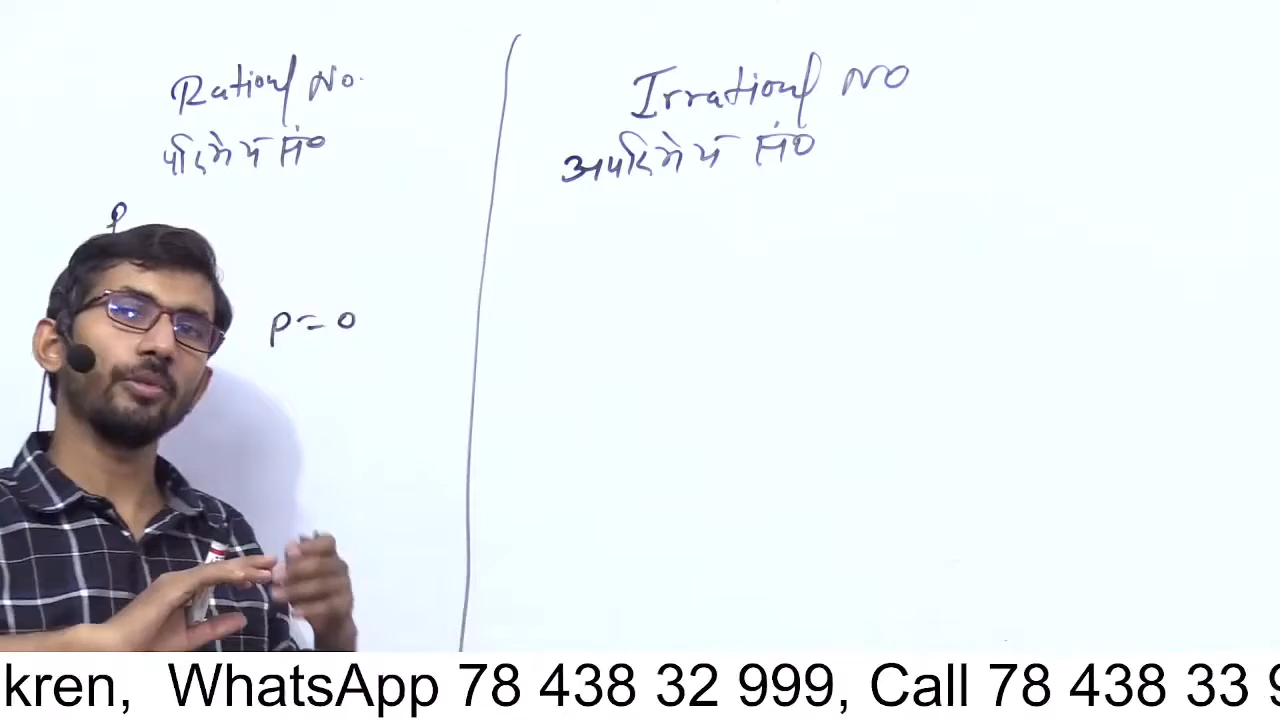 Rational No.
परिमेय सं०
P
P = 0
Irrational NO
अपरिमेय सं०
kren, WhatsApp 78 438 32 999, Call 78 438 33 9